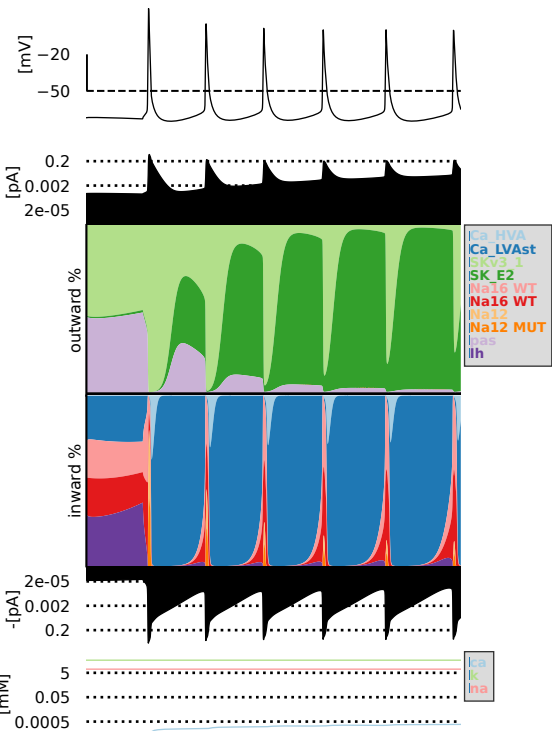 [mV]
−20
−50
[pA]
0.2
0.002
2e-05
outward %
Ca_HVA
Ca_LVAst
SKv3_1
SK_E2
Na16 WT
Na16 WT
Na12
Na12 MUT
pas
Ih
inward %
-[pA]
2e-05
0.002
0.2
[mM]
5
0.05
0.0005
ca
k
na